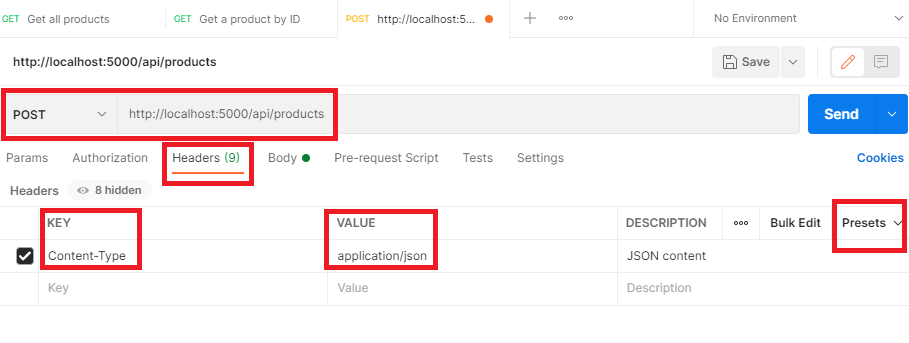 GET Get all products GET Get a product by ID POST http://localhost:5... No Environment
http://localhost:5000/api/products Save
POST http://localhost:5000/api/products Send
Params Authorization Headers (9) Body Pre-request Script Tests Settings Cookies
Headers 8 hidden
KEY VALUE DESCRIPTION Bulk Edit Presets
Content-Type application/json JSON content
Key Value Description